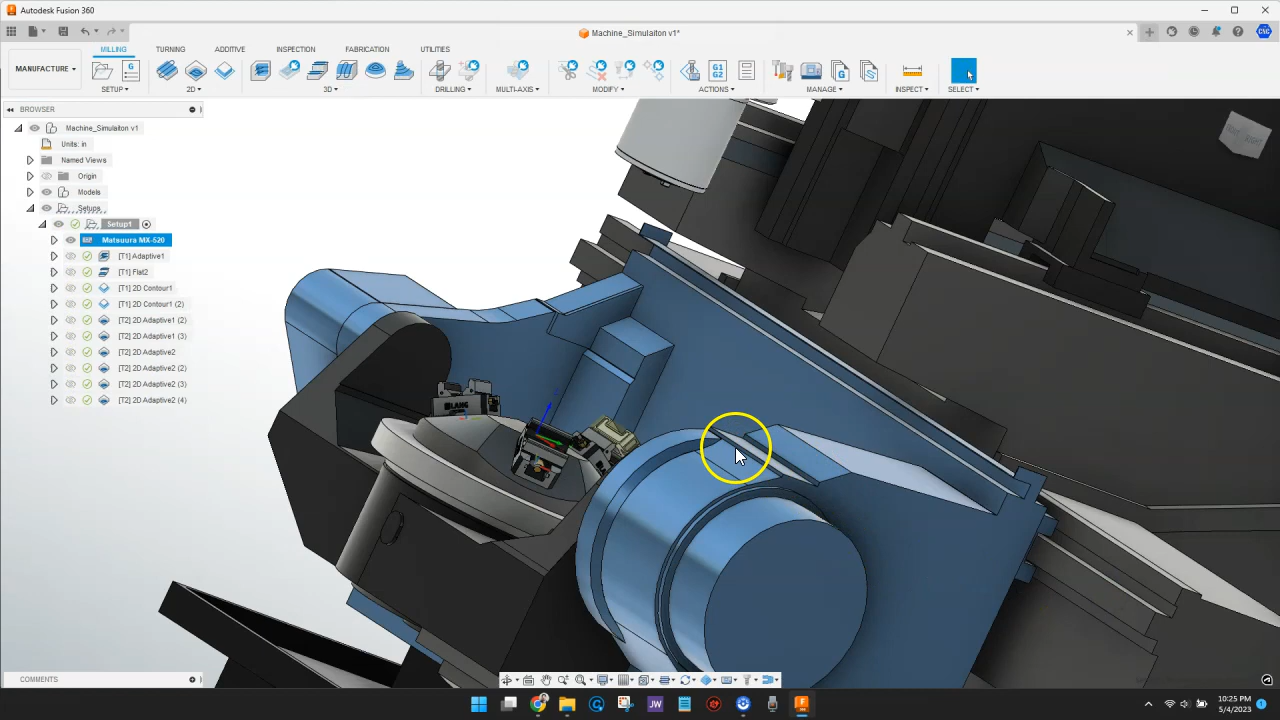 Autodesk Fusion 360
Machine_Simulaiton v1*
MILLING TURNING ADDITIVE INSPECTION FABRICATION UTILITIES
MANUFACTURE
G1 G2
SETUP 2D 3D DRILLING MULTI-AXIS MODIFY ACTIONS MANAGE INSPECT SELECT
BROWSER
Machine_Simulaiton v1
Units: in
Named Views
Origin
Models
Setups
Setup1
Matsuura MX-520
[T1] Adaptive1
[T1] Flat2
[T1] 2D Contour1
[T1] 2D Contour1 (2)
[T2] 2D Adaptive1 (2)
[T2] 2D Adaptive1 (3)
[T2] 2D Adaptive2
[T2] 2D Adaptive2 (2)
[T2] 2D Adaptive2 (3)
[T2] 2D Adaptive2 (4)
LANG
COMMENTS
JW
10:25 PM
5/4/2023